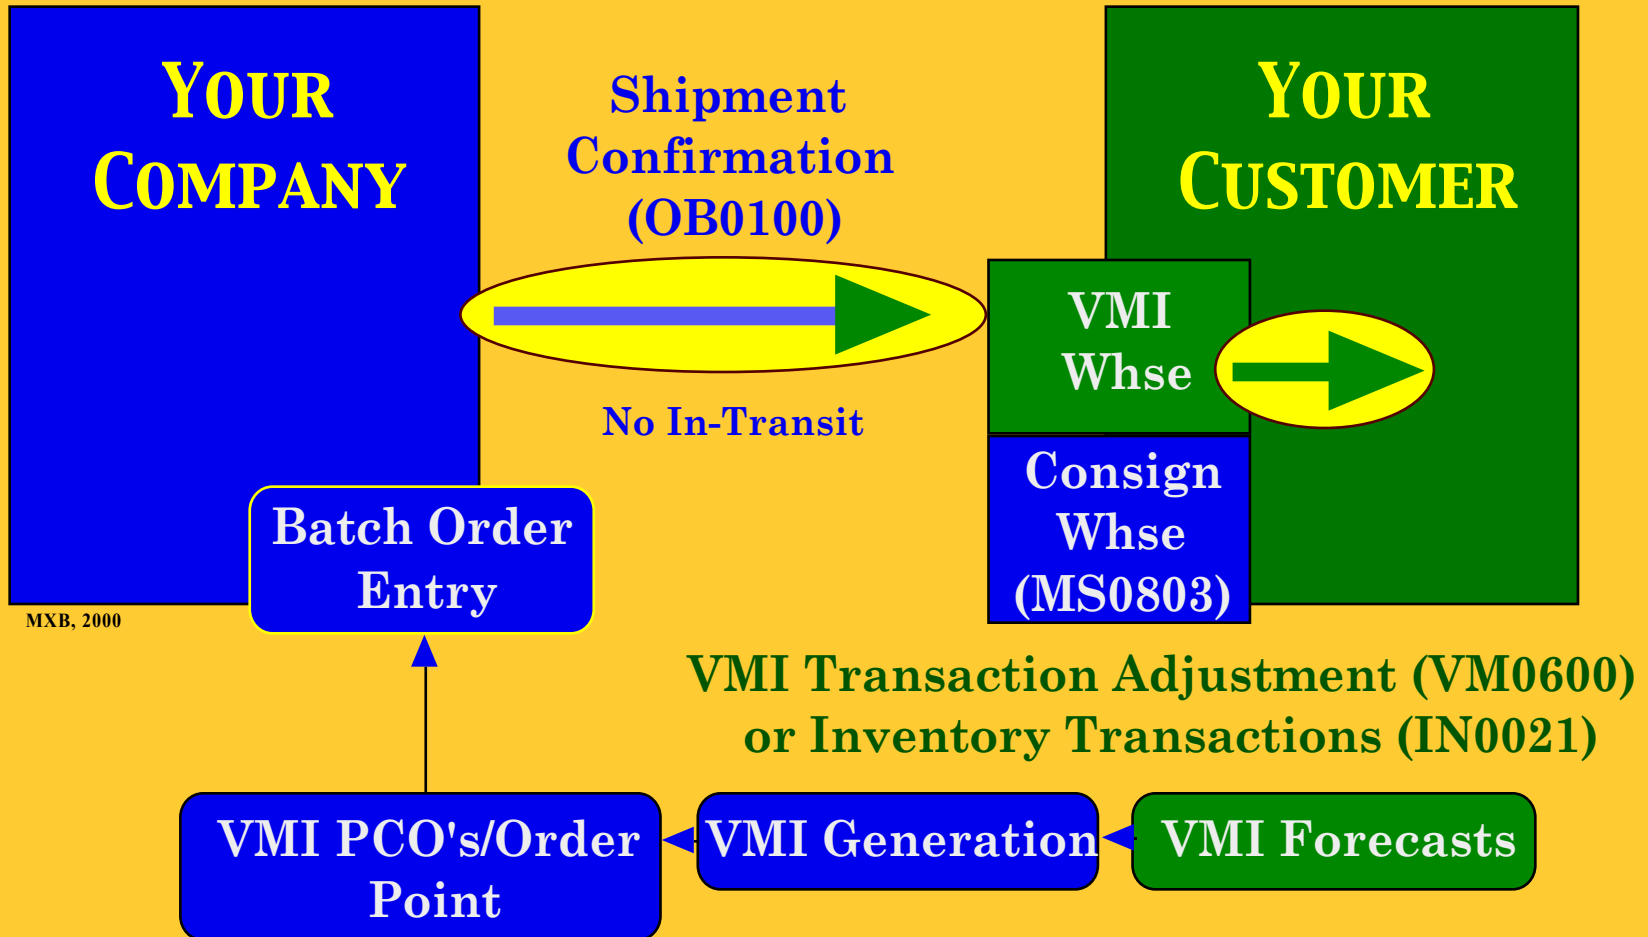 YOUR
COMPANY
Shipment
Confirmation
(OB0100)
YOUR
CUSTOMER
VMI
Whse
No In-Transit
Consign
Whse
(MS0803)
Batch Order
Entry
MXB, 2000
VMI Transaction Adjustment (VM0600)
or Inventory Transactions (IN0021)
VMI PCO's/Order
Point
VMI Generation
VMI Forecasts